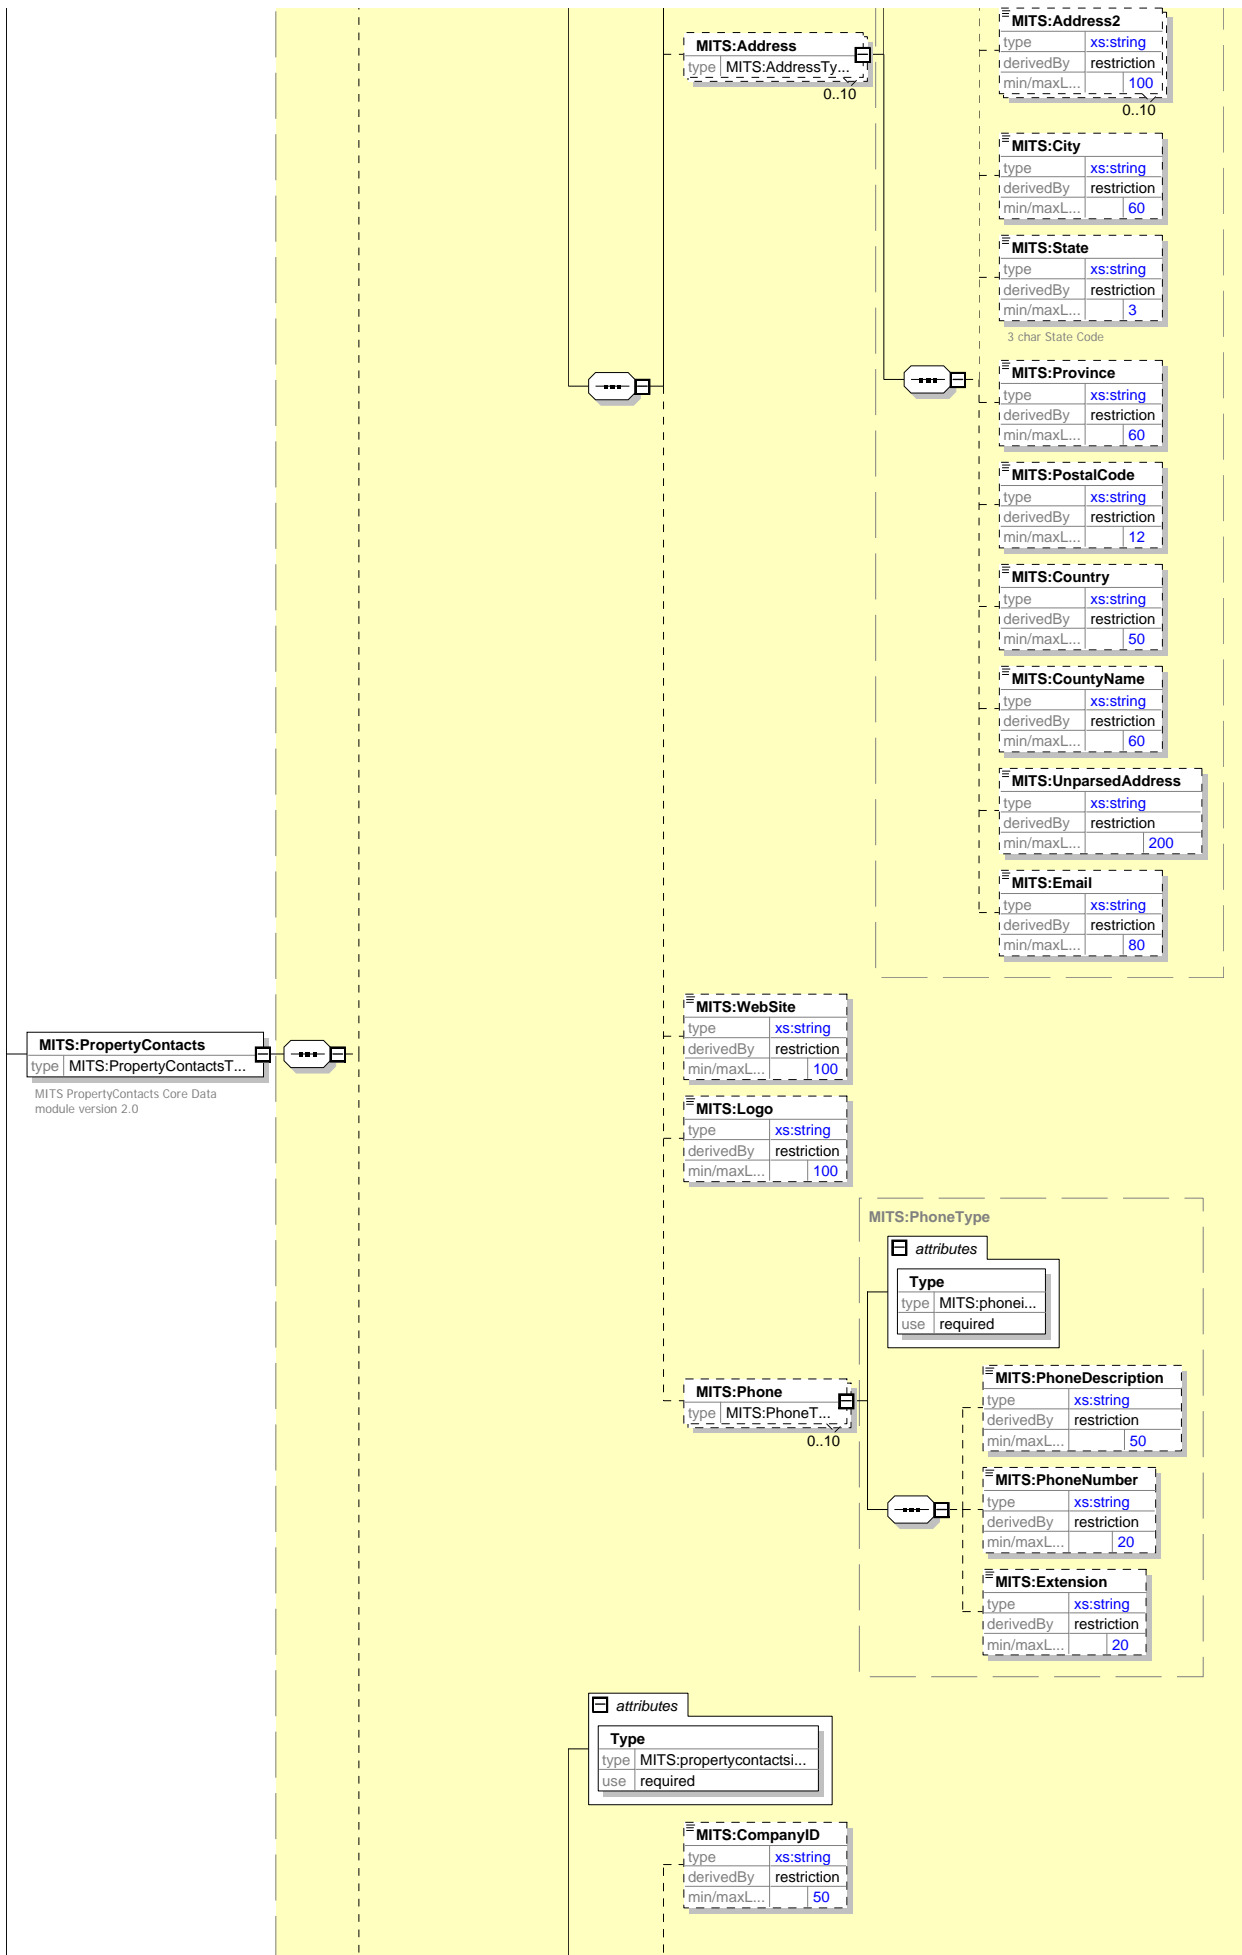 MITS:Address
type MITS:AddressTy...
0..10
MITS:Address2
type xs:string
derivedBy restriction
min/maxL... 100
0..10
MITS:City
type xs:string
derivedBy restriction
min/maxL... 60
MITS:State
type xs:string
derivedBy restriction
min/maxL... 3
3 char State Code
MITS:Province
type xs:string
derivedBy restriction
min/maxL... 60
MITS:PostalCode
type xs:string
derivedBy restriction
min/maxL... 12
MITS:Country
type xs:string
derivedBy restriction
min/maxL... 50
MITS:CountyName
type xs:string
derivedBy restriction
min/maxL... 60
MITS:UnparsedAddress
type xs:string
derivedBy restriction
min/maxL... 200
MITS:Email
type xs:string
derivedBy restriction
min/maxL... 80
MITS:PropertyContacts
type MITS:PropertyContactsT...
MITS PropertyContacts Core Data
module version 2.0
MITS:WebSite
type xs:string
derivedBy restriction
min/maxL... 100
MITS:Logo
type xs:string
derivedBy restriction
min/maxL... 100
MITS:PhoneType
attributes
Type
type MITS:phonei...
use required
MITS:Phone
type MITS:PhoneT...
0..10
MITS:PhoneDescription
type xs:string
derivedBy restriction
min/maxL... 50
MITS:PhoneNumber
type xs:string
derivedBy restriction
min/maxL... 20
MITS:Extension
type xs:string
derivedBy restriction
min/maxL... 20
attributes
Type
type MITS:propertycontactsi...
use required
MITS:CompanyID
type xs:string
derivedBy restriction
min/maxL... 50